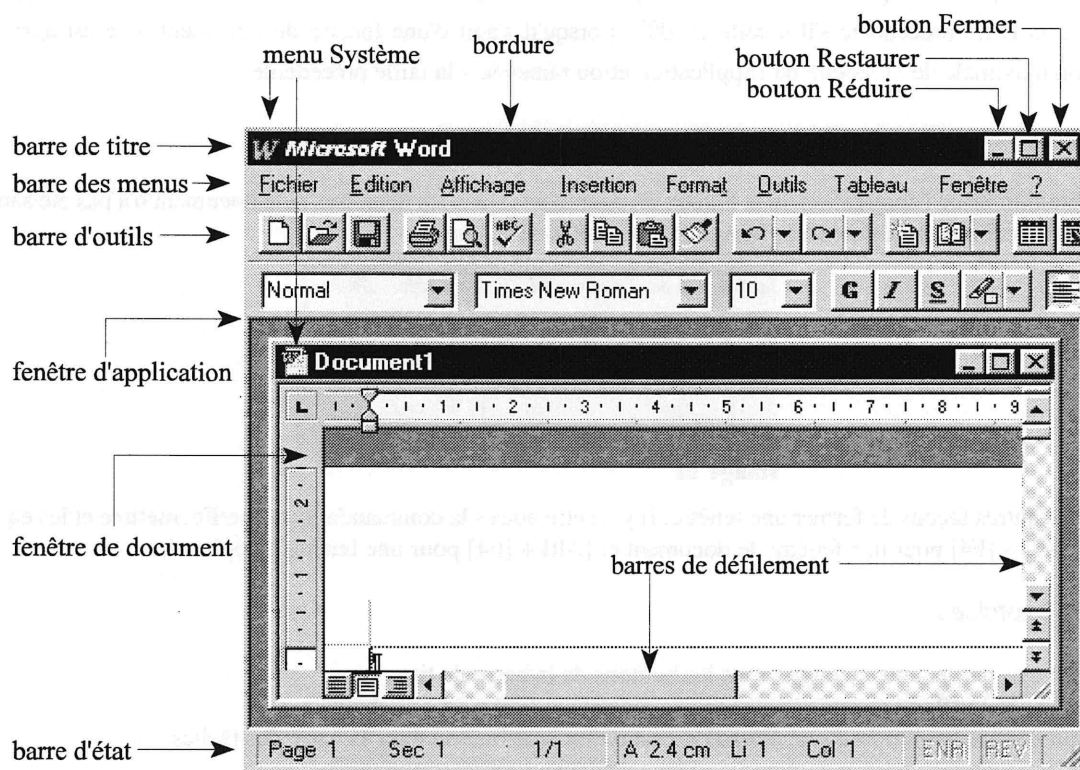 bouton Fermer
menu Système
bordure
bouton Restaurer
bouton Réduire
barre de titre
W Microsoft Word
barre des menus
Fichier Edition Affichage Insertion Format Outils Tableau Fenêtre ?
barre d'outils
ABC
Normal Times New Roman 10 G I S
fenêtre d'application
Document1
L 1 2 3 4 5 6 7 8 9
2
fenêtre de document
1
barres de défilement
¶
barre d'état
Page 1 Sec 1 1/1 A 2.4 cm Li 1 Col 1 ENR REV